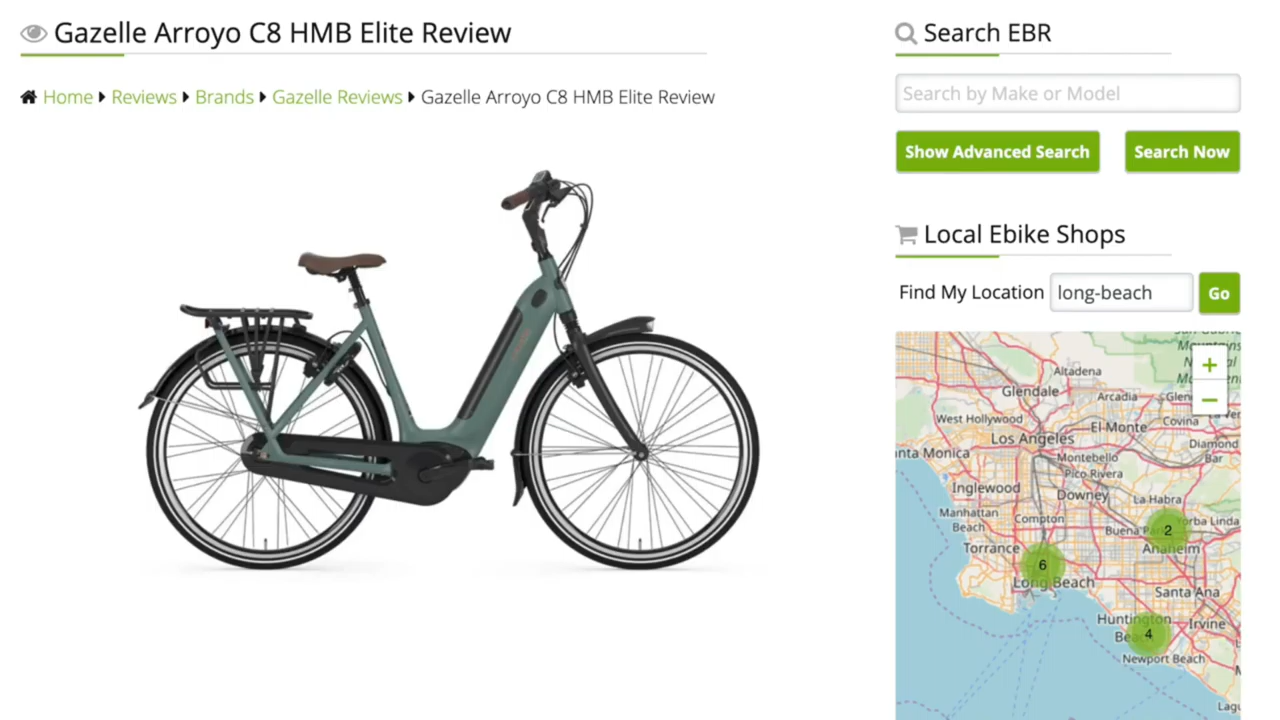 Gazelle Arroyo C8 HMB Elite Review
Home Reviews Brands Gazelle Reviews Gazelle Arroyo C8 HMB Elite Review
Search EBR
Search by Make or Model
Show Advanced Search
Search Now
Local Ebike Shops
Find My Location long-beach Go
+
−
Altadena
Glendale
Arcadia
West Hollywood
Covina
El Monte
Los Angeles
Diamond
Bar
nta Monica
Montebello
Pico Rivera
Inglewood
Downey
La Habra
Manhattan
Beach
Compton
Yorba Linda
2
Torrance
Anaheim
6
Long Beach
Santa Ana
Huntington
Irvine
4
Newport Beach